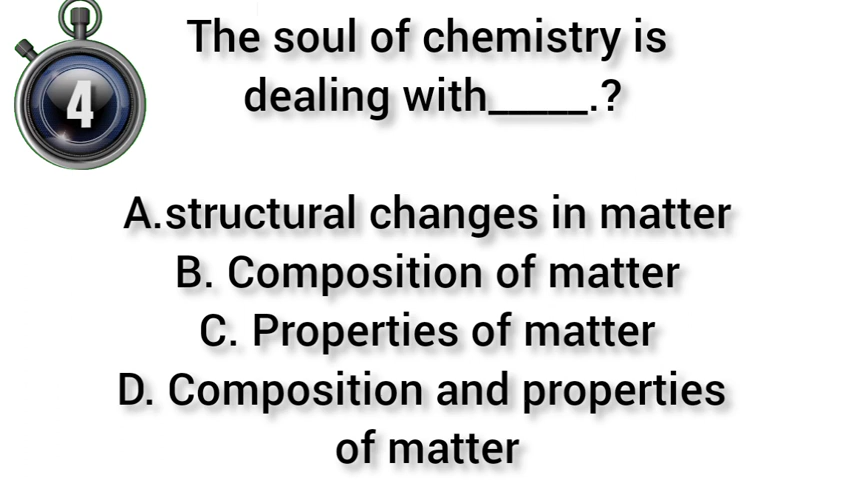 4
The soul of chemistry is
dealing with_____.?
A.structural changes in matter
B. Composition of matter
C. Properties of matter
D. Composition and properties
of matter